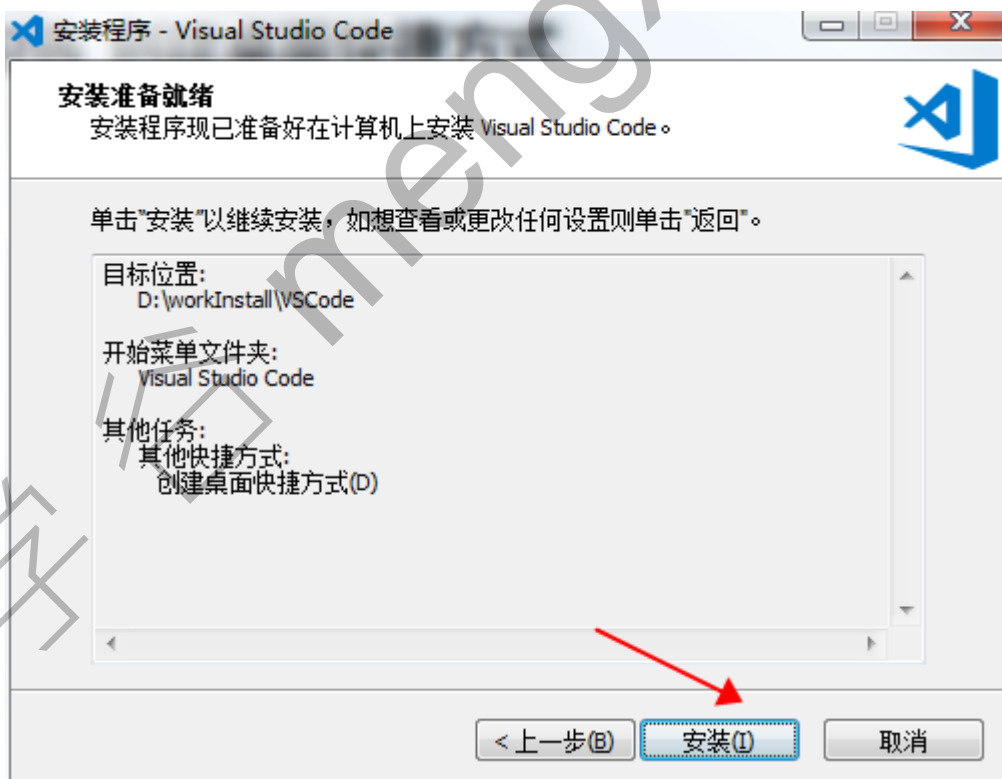 安装程序 - Visual Studio Code
安装准备就绪
安装程序现已准备好在计算机上安装 Visual Studio Code。
单击"安装"以继续安装，如想查看或更改任何设置则单击"返回"。
目标位置:
D:\workInstall\VSCode
开始菜单文件夹:
Visual Studio Code
其他任务:
其他快捷方式:
创建桌面快捷方式(D)
<上一步(B)
安装(I)
取消
学谷 meng